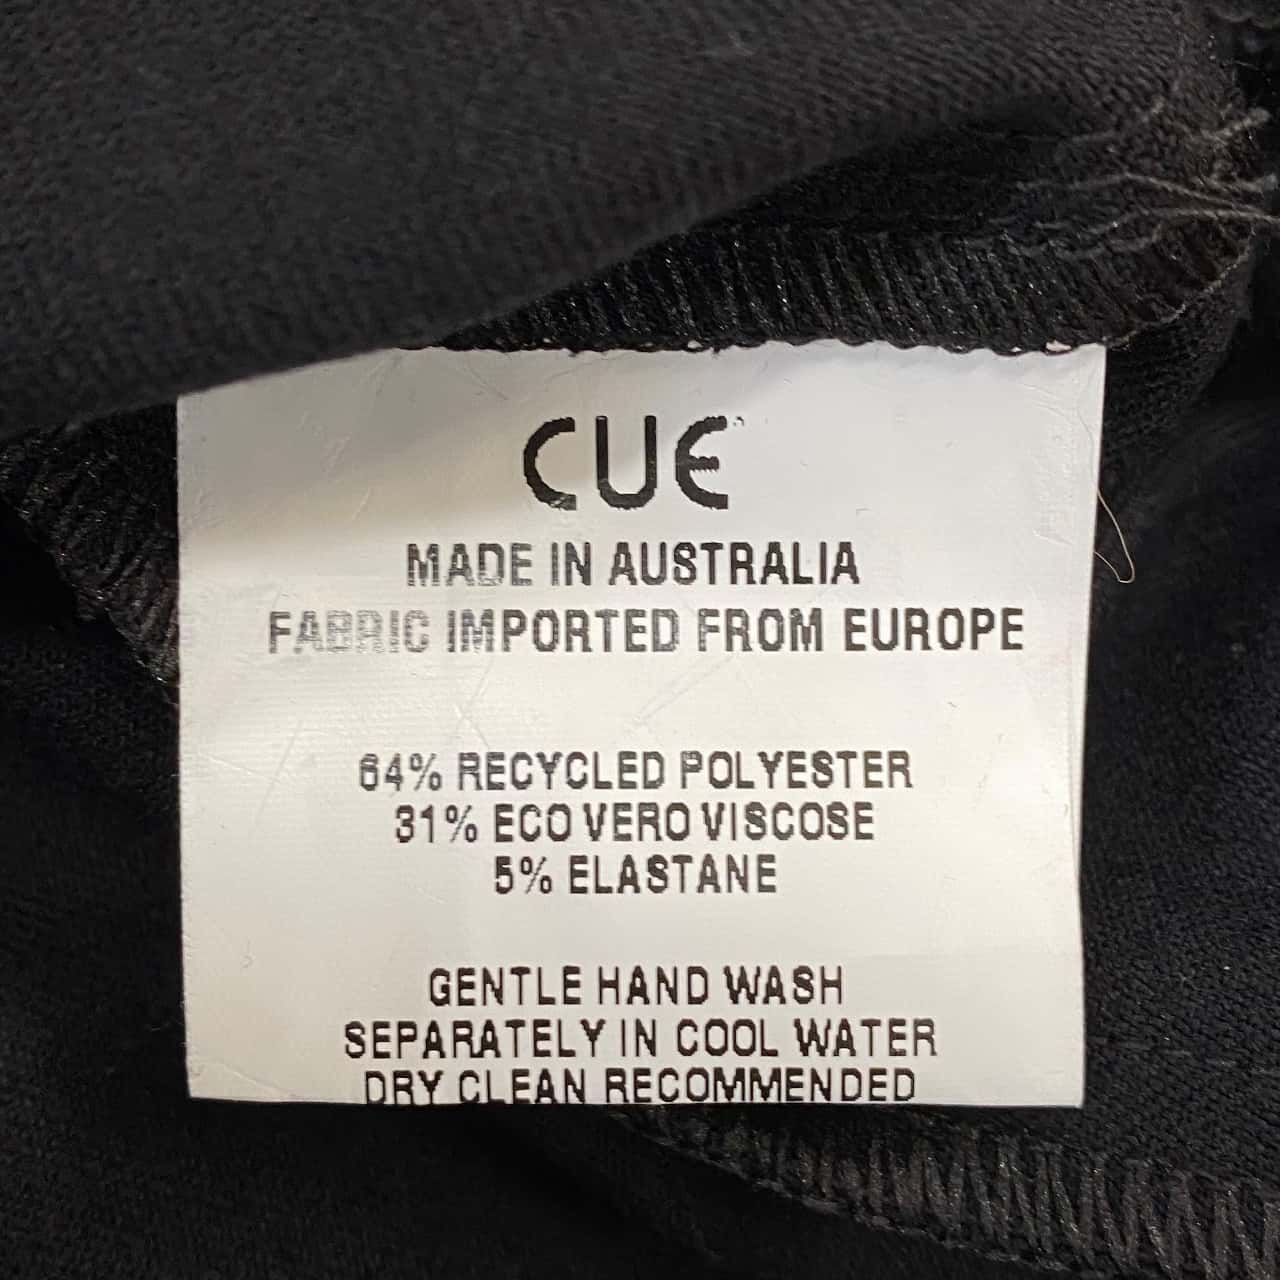 CUE
MADE IN AUSTRALIA
FABRIC IMPORTED FROM EUROPE
64% RECYCLED POLYESTER
31% ECO VERO VISCOSE
5% ELASTANE
GENTLE HAND WASH
SEPARATELY IN COOL WATER
DRY CLEAN RECOMMENDED